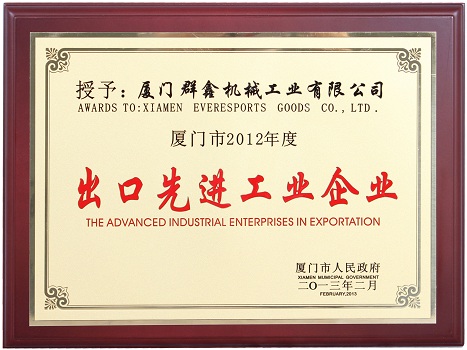 授予：厦门群鑫机械工业有限公司
AWARDS TO:XIAMEN EVERESPORTS GOODS CO., LTD.
厦门市2012年度
出口先进工业企业
THE ADVANCED INDUSTRIAL ENTERPRISES IN EXPORTATION
厦门市人民政府
XIAMEN MUNICIPAL GOVERNMENT
二〇一三年二月
FEBRUARY,2013